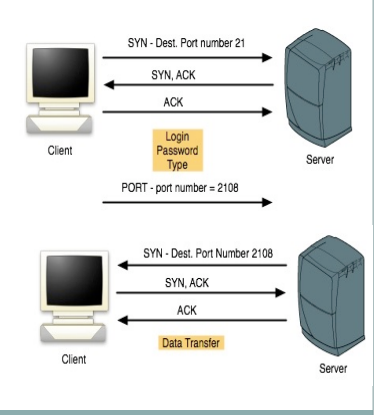 SYN - Dest. Port number 21
SYN, ACK
ACK
Login
Password
Type
Client
Server
PORT - port number = 2108
SYN - Dest. Port Number 2108
SYN, ACK
ACK
Data Transfer
Client
Server